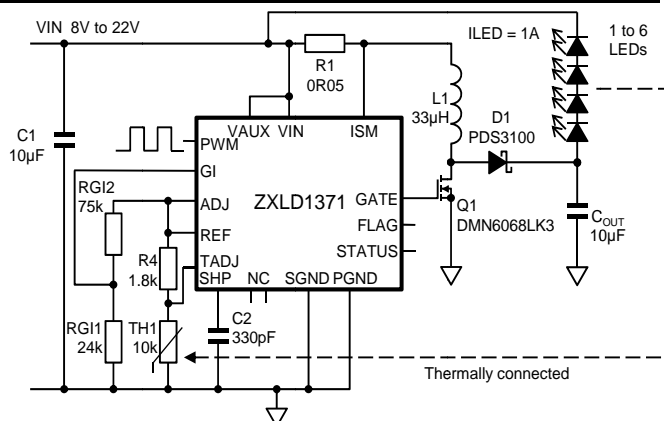 VIN 8V to 22V
ILED = 1A
1 to 6
LEDs
R1
0R05
L1
33µH
D1
PDS3100
C1
10µF
VAUX VIN ISM
PWM
GI
ADJ
REF
TADJ
SHP
NC
SGND PGND
ZXLD1371
GATE
FLAG
STATUS
Q1
DMN6068LK3
COUT
10µF
RGI2
75k
R4
1.8k
RGI1
24k
TH1
10k
C2
330pF
Thermally connected